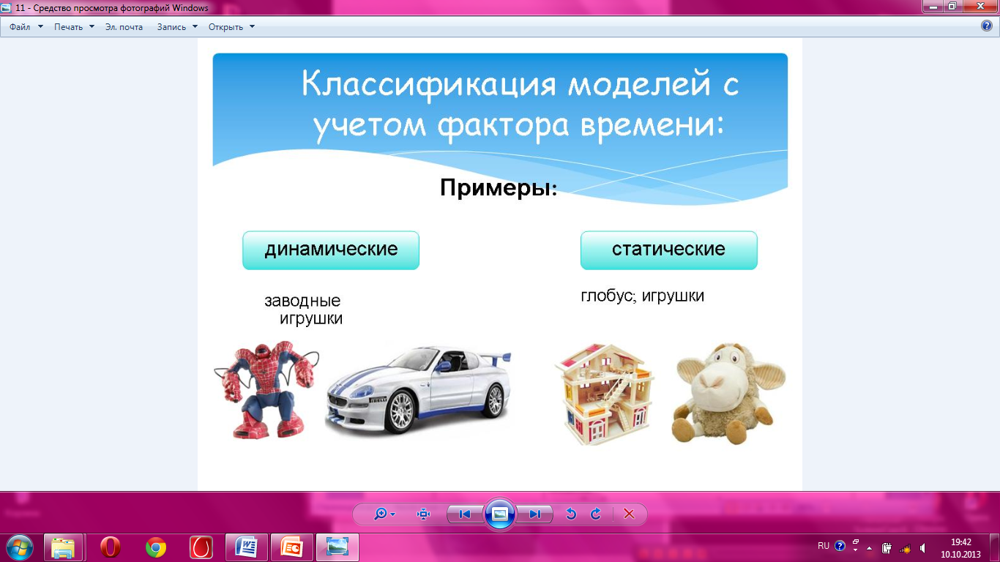 11 - Средство просмотра фотографий Windows
Файл Печать Эл. почта Запись Открыть
Классификация моделей с
учетом фактора времени:
Примеры:
динамические
статические
заводные
игрушки
глобус; игрушки
PIRELLI
RU
19:42
10.10.2013